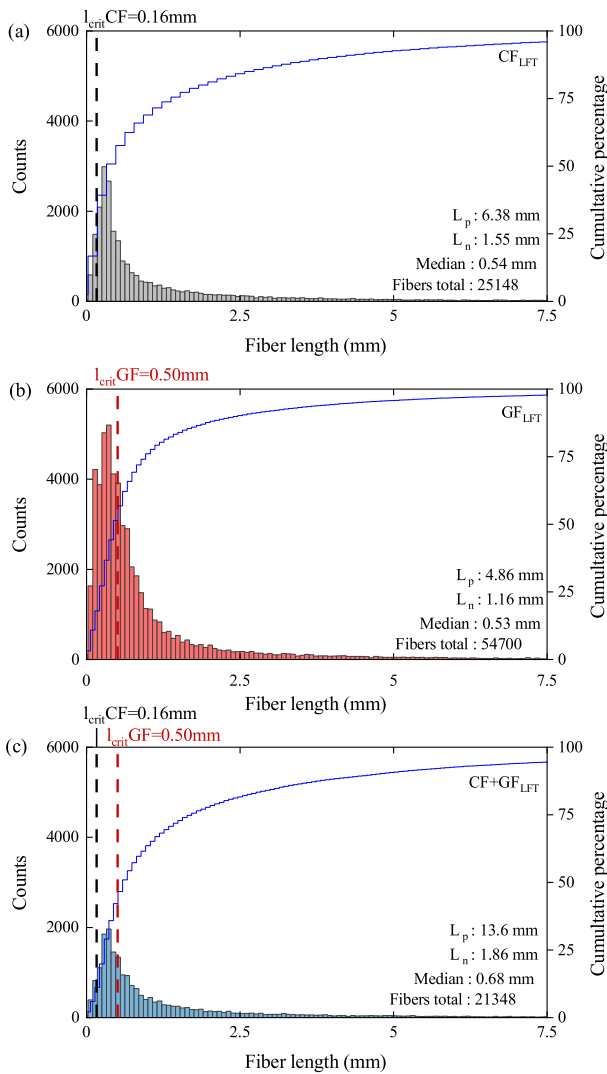 l_crit CF=0.16mm
(a)
6000
4000
2000
0
Counts
100
75
50
25
0
Cumultative percentage
CF_LFT
L_p : 6.38 mm
L_n : 1.55 mm
Median : 0.54 mm
Fibers total : 25148
0
2.5
5
7.5
Fiber length (mm)
l_crit GF=0.50mm
(b)
6000
4000
2000
0
Counts
100
75
50
25
0
Cumultative percentage
GF_LFT
L_p : 4.86 mm
L_n : 1.16 mm
Median : 0.53 mm
Fibers total : 54700
0
2.5
5
7.5
Fiber length (mm)
l_crit CF=0.16mm
l_crit GF=0.50mm
(c)
6000
4000
2000
0
Counts
100
75
50
25
0
Cumultative percentage
CF+GF_LFT
L_p : 13.6 mm
L_n : 1.86 mm
Median : 0.68 mm
Fibers total : 21348
0
2.5
5
7.5
Fiber length (mm)